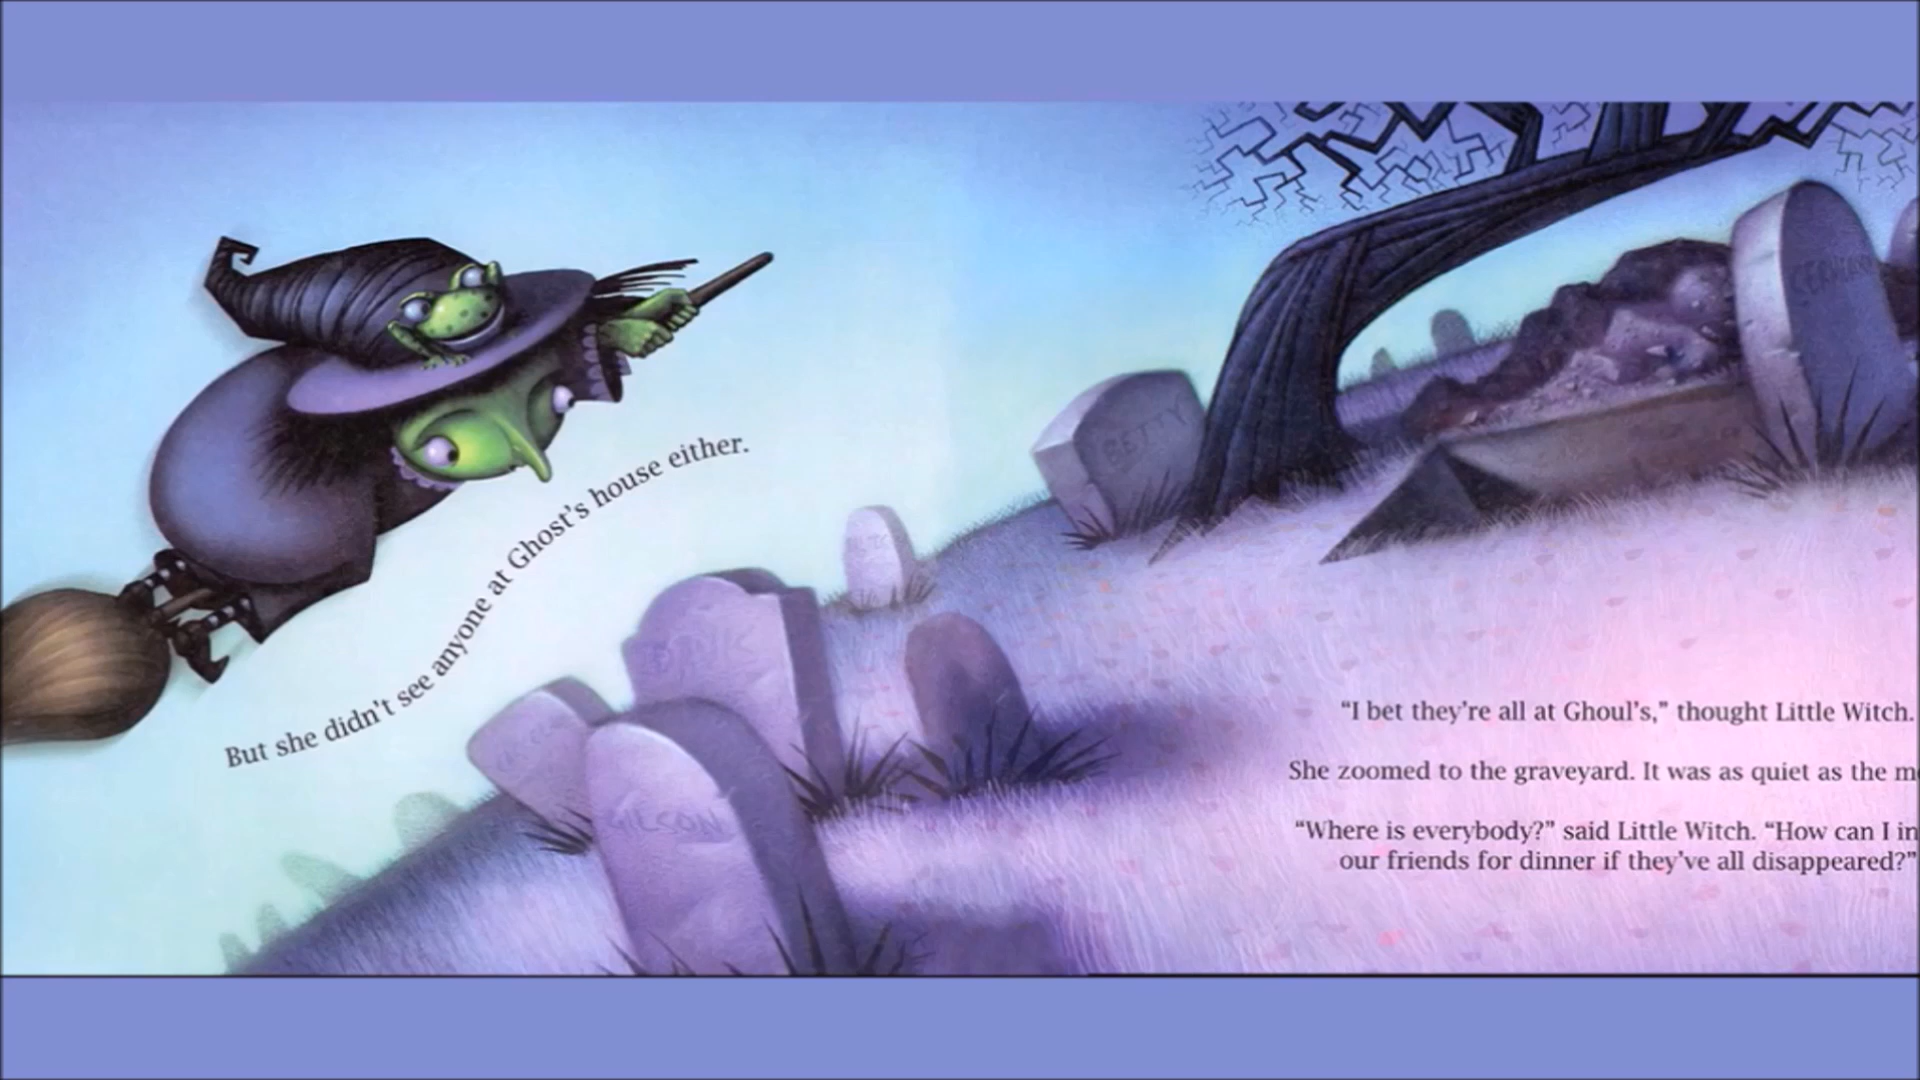 But she didn't see anyone at Ghost's house either.
BETTY
“I bet they're all at Ghoul's,” thought Little Witch.
She zoomed to the graveyard. It was as quiet as the m
“Where is everybody?” said Little Witch. “How can I in
our friends for dinner if they've all disappeared?”